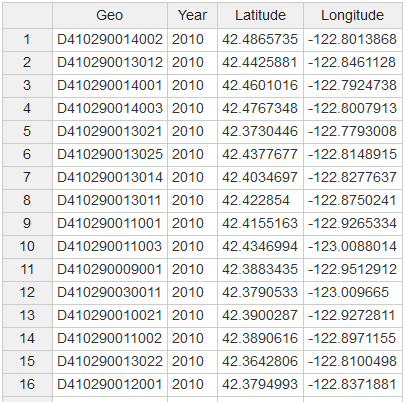 Geo Year Latitude Longitude
1 D410290014002 2010 42.4865735 -122.8013868
2 D410290013012 2010 42.4425881 -122.8461128
3 D410290014001 2010 42.4601016 -122.7924738
4 D410290014003 2010 42.4767348 -122.8007913
5 D410290013021 2010 42.3730446 -122.7793008
6 D410290013025 2010 42.4377677 -122.8148915
7 D410290013014 2010 42.4034697 -122.8277637
8 D410290013011 2010 42.422854 -122.8750241
9 D410290011001 2010 42.4155163 -122.9265334
10 D410290011003 2010 42.4346994 -123.0088014
11 D410290009001 2010 42.3883435 -122.9512912
12 D410290030011 2010 42.3790533 -123.009665
13 D410290010021 2010 42.3900287 -122.9272811
14 D410290011002 2010 42.3890616 -122.8971155
15 D410290013022 2010 42.3642806 -122.8100498
16 D410290012001 2010 42.3794993 -122.8371881